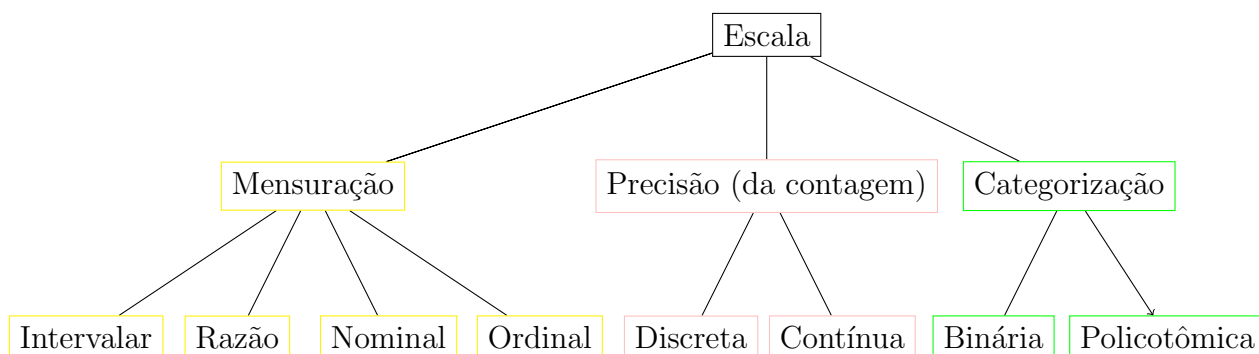 Escala
Mensuração
Precisão (da contagem)
Categorização
Intervalar
Razão
Nominal
Ordinal
Discreta
Contínua
Binária
Policotômica